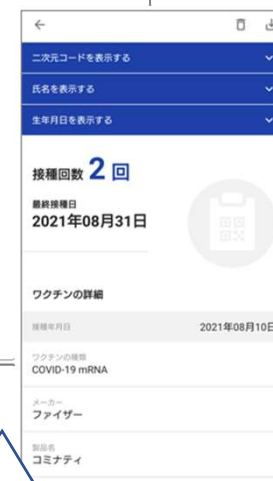 二次元コードを表示する
氏名を表示する
生年月日を表示する
接種回数 2 回
最終接種日
2021年08月31日
ワクチンの詳細
接種年月日 2021年08月10日
ワクチンの種類
COVID-19 mRNA
メーカー
ファイザー
製品名
コミナティ